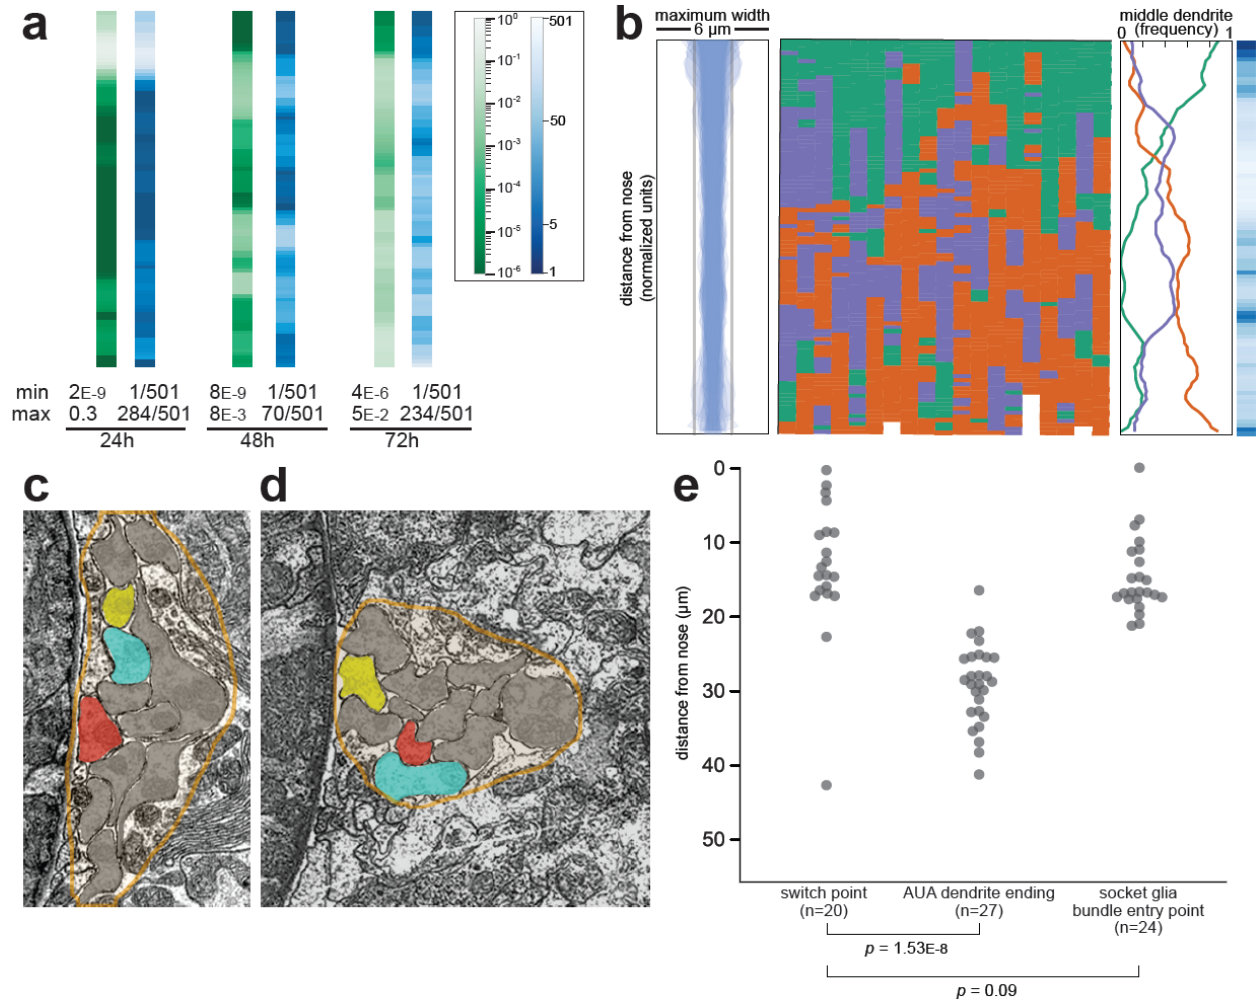 a
10⁰
10⁻¹
10⁻²
10⁻³
10⁻⁴
10⁻⁵
10⁻⁶
501
50
5
1
min 2E-9 1/501 8E-9 1/501 4E-6 1/501
max 0.3 284/501 8E-3 70/501 5E-2 234/501
24h 48h 72h
b
maximum width
6 µm
distance from nose
(normalized units)
middle dendrite
(frequency)
0 1
c
d
e
0
10
20
30
40
50
distance from nose (µm)
switch point
(n=20)
AUA dendrite ending
(n=27)
socket glia
bundle entry point
(n=24)
p = 1.53E-8
p = 0.09